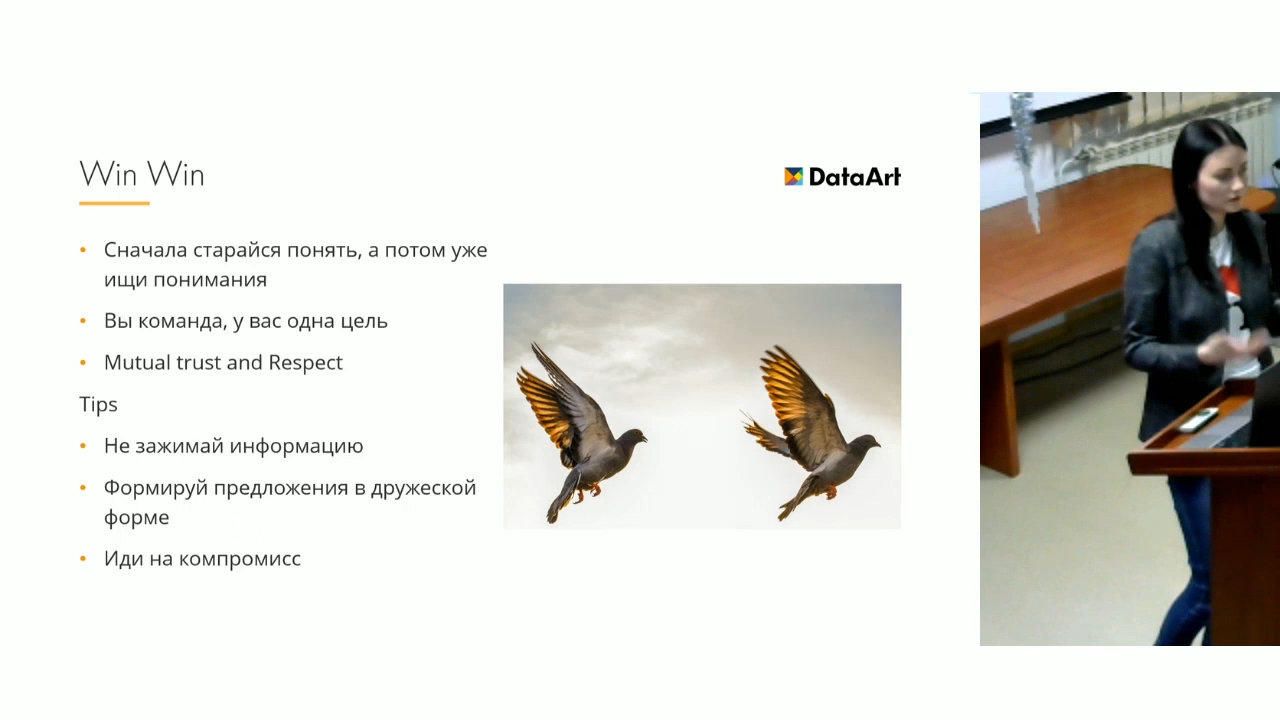 Win Win
DataArt
Сначала старайся понять, а потом уже
ищи понимания
Вы команда, у вас одна цель
Mutual trust and Respect
Tips
Не зажимай информацию
Формируй предложения в дружеской
форме
Иди на компромисс